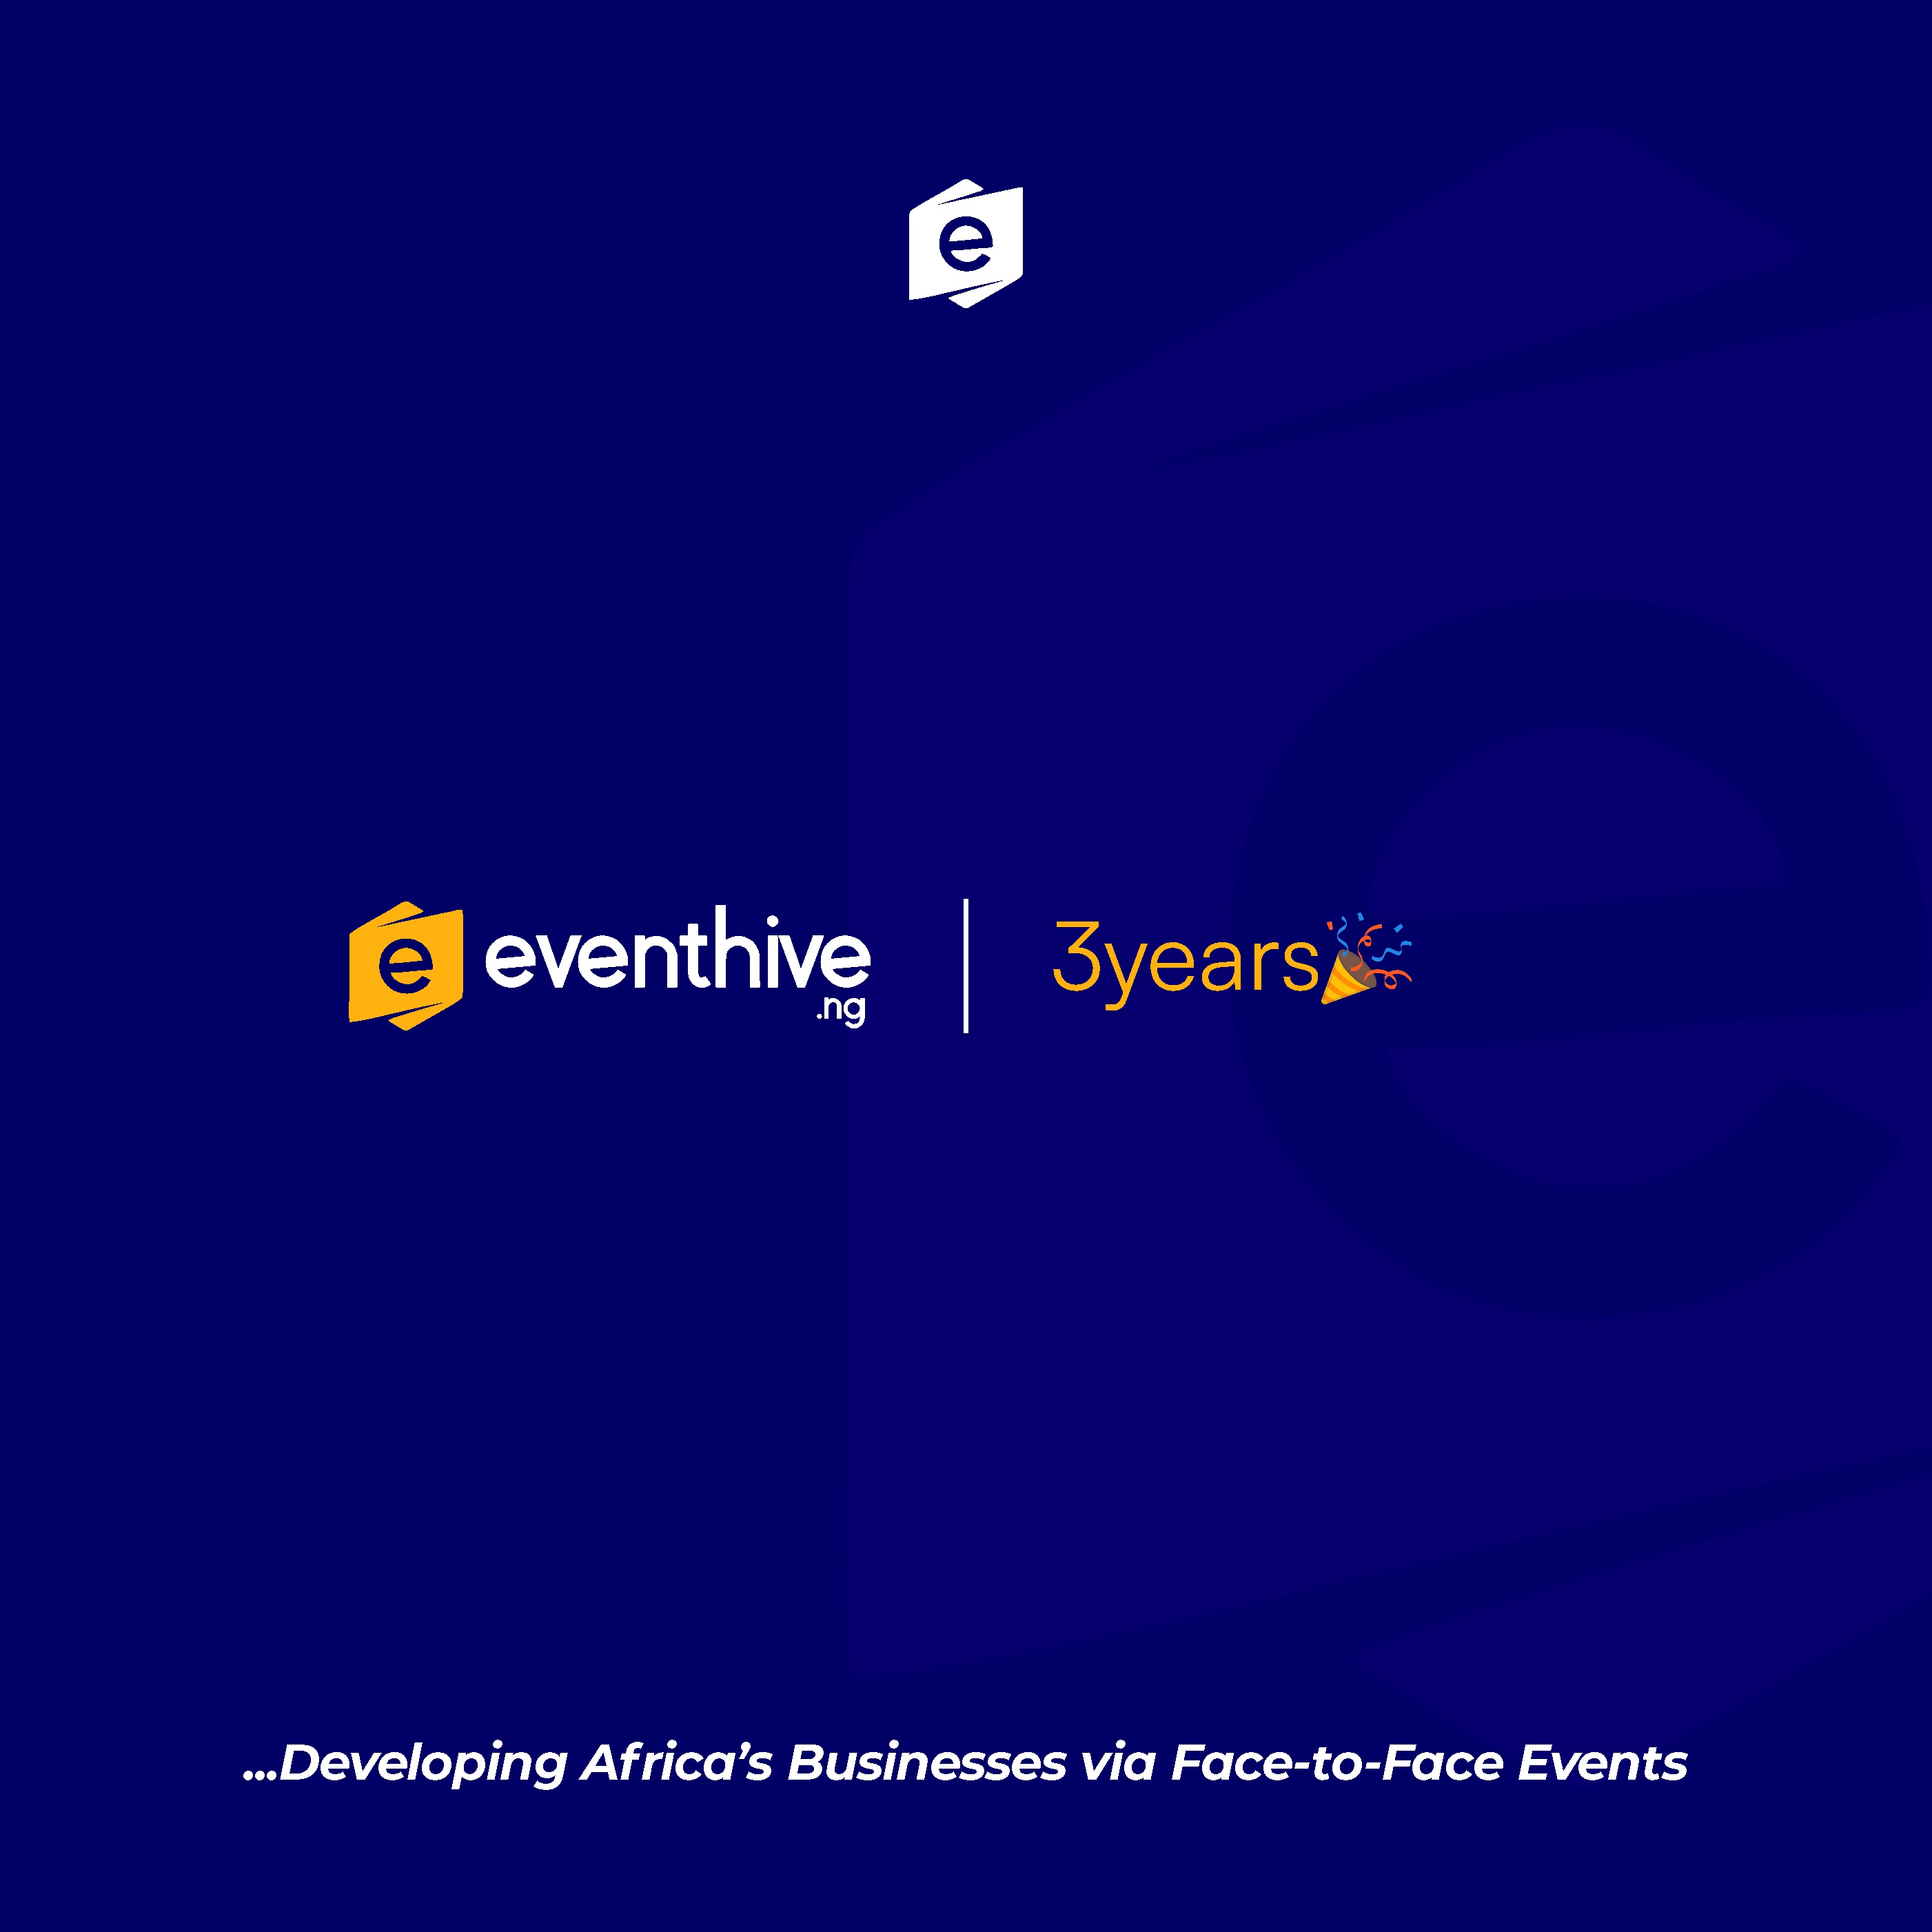 e
e eventhive
.ng
3years
...Developing Africa’s Businesses via Face-to-Face Events